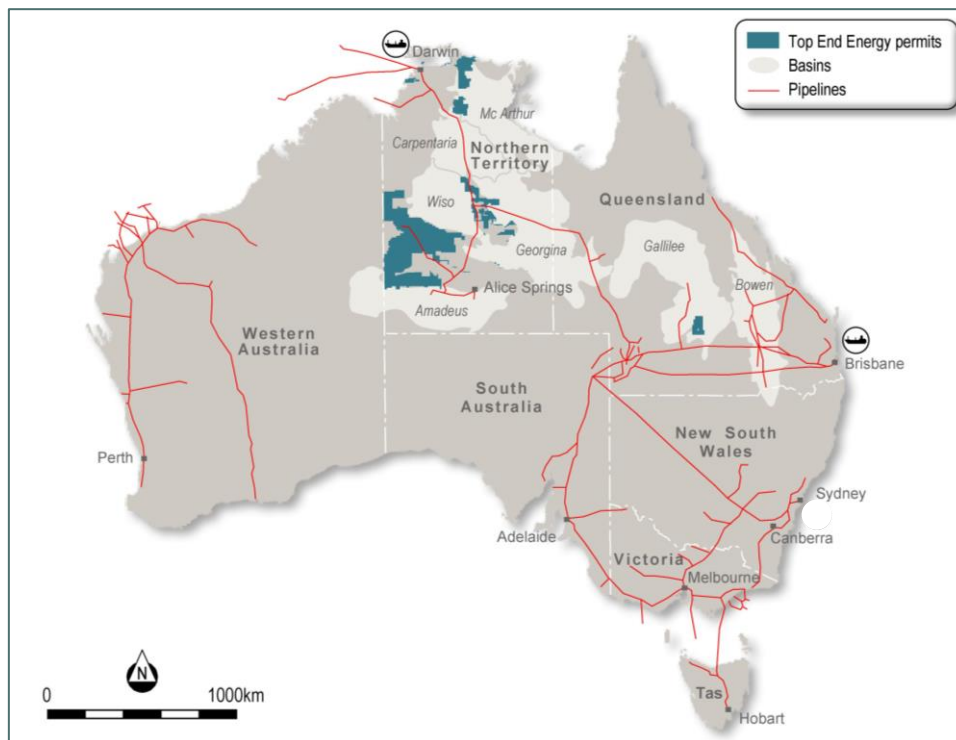 Top End Energy permits
Basins
Pipelines
Darwin
Mc Arthur
Carpentaria
Northern
Territory
Wiso
Queensland
Georgina
Gallilee
Bowen
Alice Springs
Amadeus
Western
Australia
Brisbane
South
Australia
New South
Wales
Perth
Sydney
Adelaide
Canberra
Victoria
Melbourne
N
0 1000km
Tas
Hobart